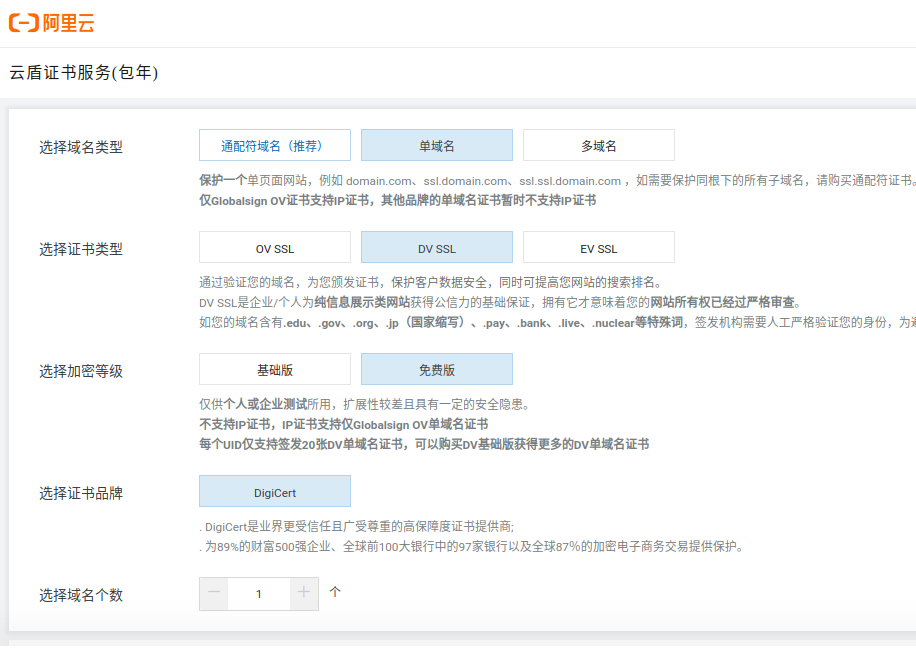 阿里云
云盾证书服务(包年)
选择域名类型 通配符域名（推荐） 单域名 多域名
保护一个单页面网站，例如 domain.com、ssl.domain.com、ssl.ssl.domain.com ，如需要保护同根下的所有子域名，请购买通配符证书。
仅Globalsign OV证书支持IP证书，其他品牌的单域名证书暂时不支持IP证书
选择证书类型 OV SSL DV SSL EV SSL
通过验证您的域名，为您颁发证书，保护客户数据安全，同时可提高您网站的搜索排名。
DV SSL是企业/个人为纯信息展示类网站获得公信力的基础保证，拥有它才意味着您的网站所有权已经过严格审查。
如您的域名含有.edu、.gov、.org、.jp（国家缩写）、.pay、.bank、.live、.nuclear等特殊词，签发机构需要人工严格验证您的身份，为
选择加密等级 基础版 免费版
仅供个人或企业测试所用，扩展性较差且具有一定的安全隐患。
不支持IP证书，IP证书支持仅Globalsign OV单域名证书
每个UID仅支持签发20张DV单域名证书，可以购买DV基础版获得更多的DV单域名证书
选择证书品牌 DigiCert
. DigiCert是业界更受信任且广受尊重的高保障度证书提供商;
. 为89%的财富500强企业、全球前100大银行中的97家银行以及全球87%的加密电子商务交易提供保护。
选择域名个数 1 个